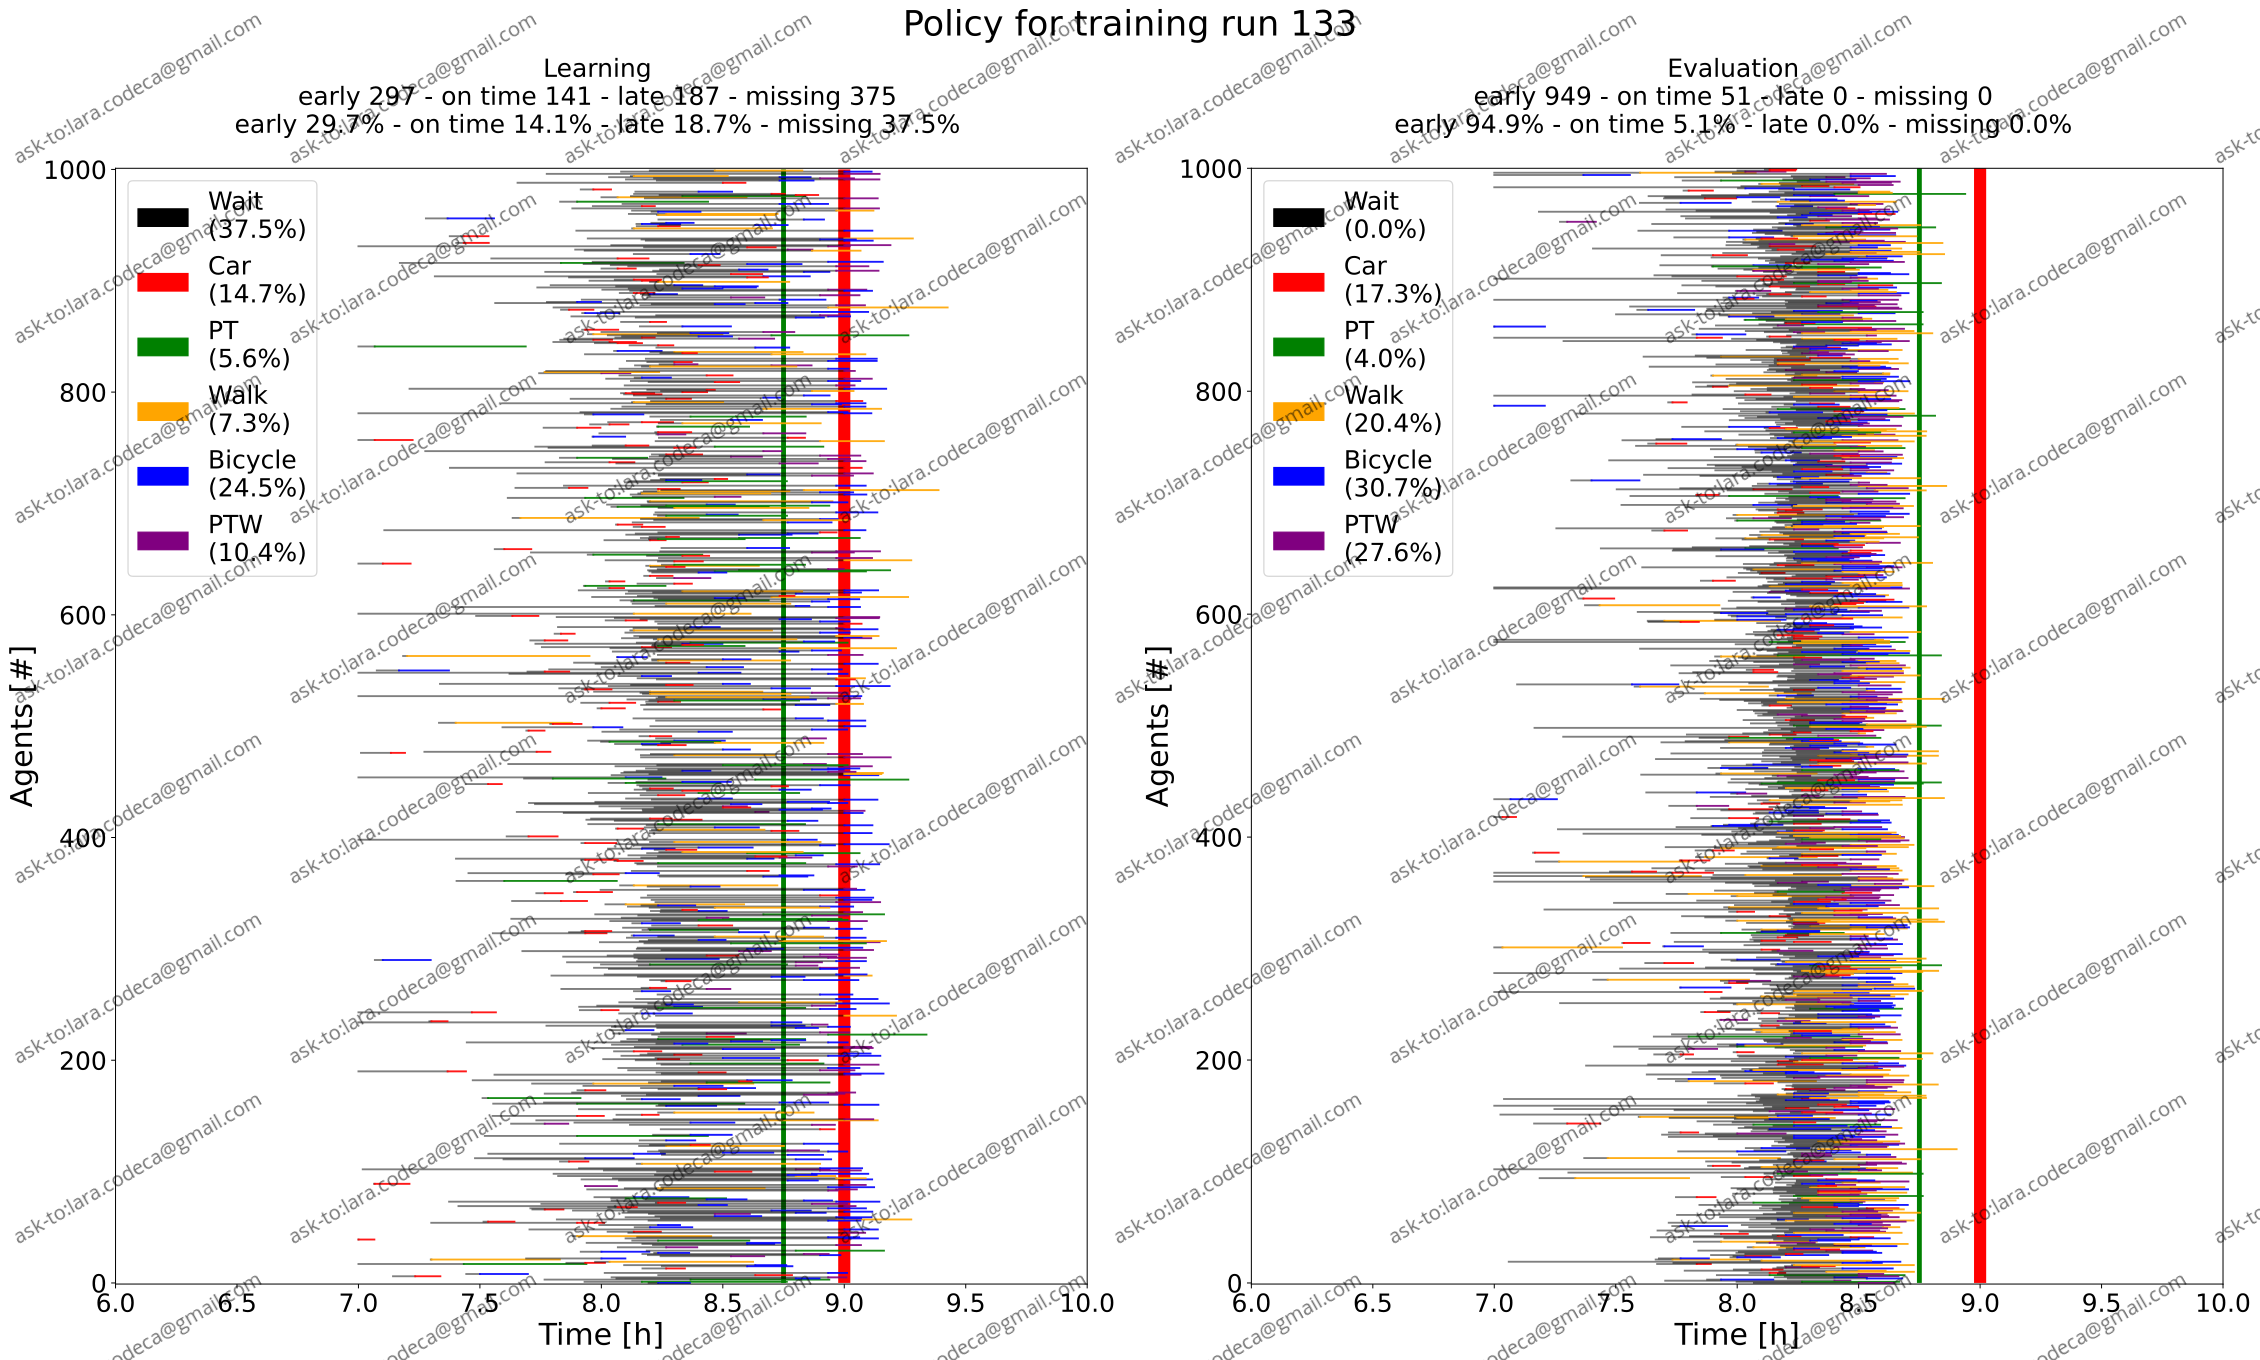 Policy for training run 133
Learning
early 297 - on time 141 - late 187 - missing 375
early 29.7% - on time 14.1% - late 18.7% - missing 37.5%
1000
800
600
400
200
0
Agents [#]
Wait
(37.5%)
Car
(14.7%)
PT
(5.6%)
Walk
(7.3%)
Bicycle
(24.5%)
PTW
(10.4%)
6.0 6.5 7.0 7.5 8.0 8.5 9.0 9.5 10.0
Time [h]
Evaluation
early 949 - on time 51 - late 0 - missing 0
early 94.9% - on time 5.1% - late 0.0% - missing 0.0%
1000
800
600
400
200
0
Agents [#]
Wait
(0.0%)
Car
(17.3%)
PT
(4.0%)
Walk
(20.4%)
Bicycle
(30.7%)
PTW
(27.6%)
6.0 6.5 7.0 7.5 8.0 8.5 9.0 9.5 10.0
Time [h]
ask-to:lara.codeca@gmail.com